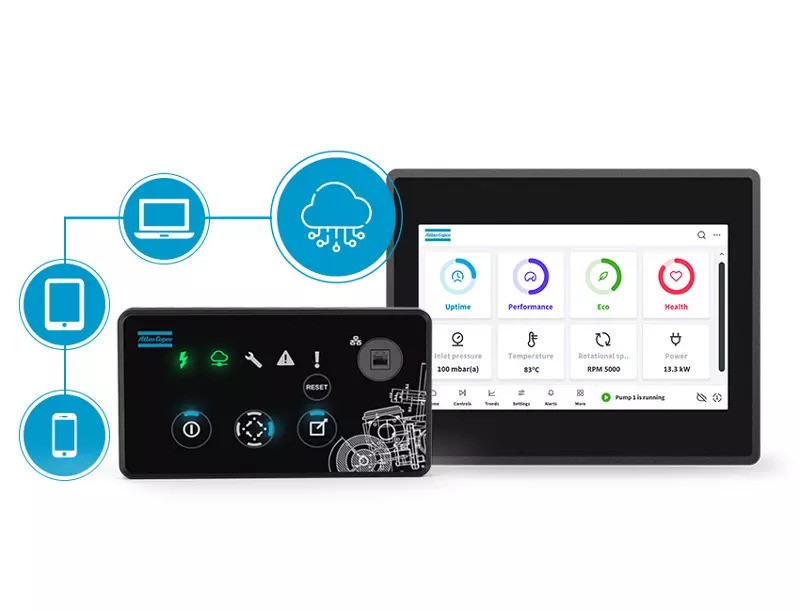 Atlas Copco
Uptime
Performance
Eco
Health
Inlet pressure
100 mbar(a)
Temperature
83°C
Rotational sp..
RPM 5000
Power
13.3 kW
Controls
Trends
Settings
Alerts
More
Pump 1 is running
Atlas Copco
RESET